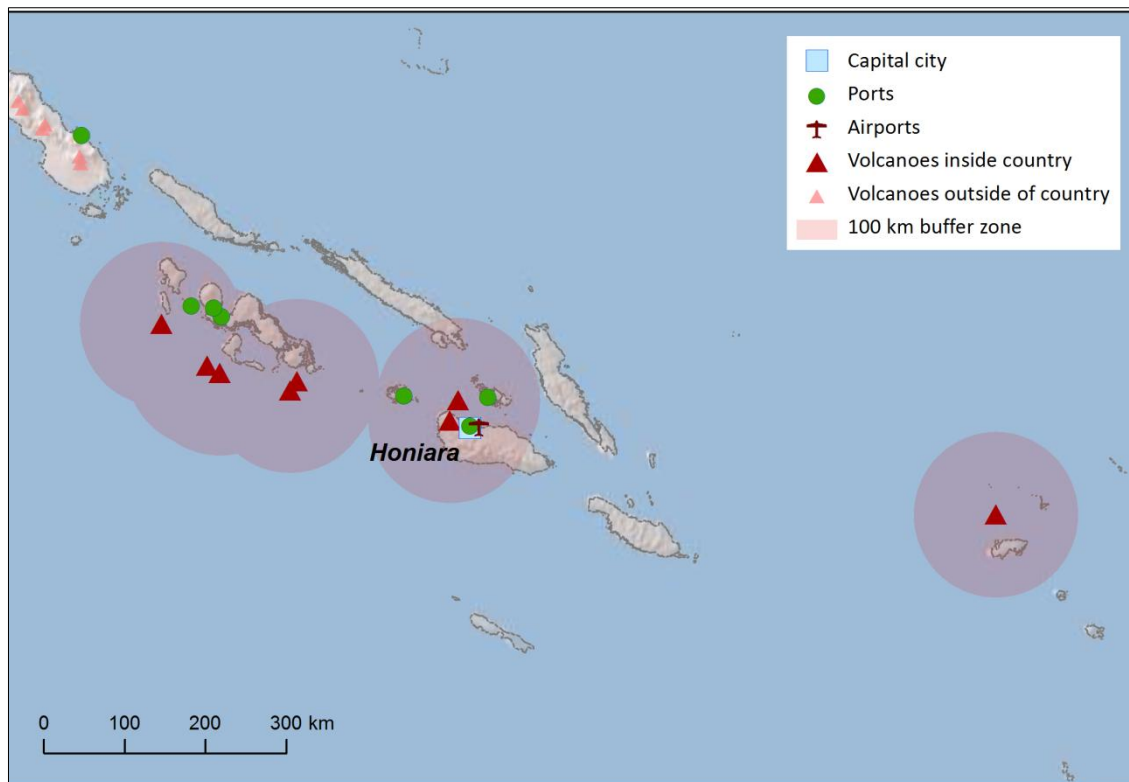 Capital city
Ports
Airports
Volcanoes inside country
Volcanoes outside of country
100 km buffer zone
Honiara
0 100 200 300 km